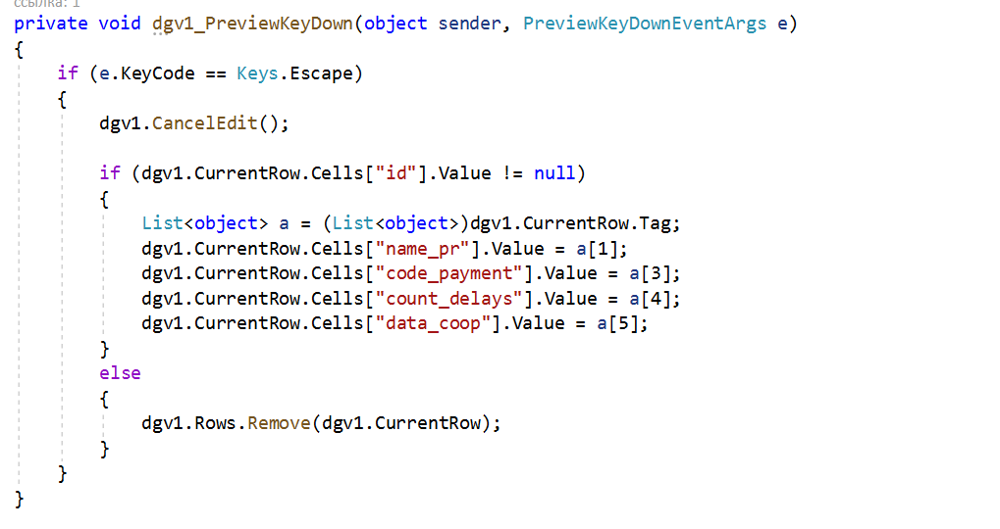 ссылка: 1
private void dgv1_PreviewKeyDown(object sender, PreviewKeyDownEventArgs e)
{
    if (e.KeyCode == Keys.Escape)
    {
        dgv1.CancelEdit();

        if (dgv1.CurrentRow.Cells["id"].Value != null)
        {
            List<object> a = (List<object>)dgv1.CurrentRow.Tag;
            dgv1.CurrentRow.Cells["name_pr"].Value = a[1];
            dgv1.CurrentRow.Cells["code_payment"].Value = a[3];
            dgv1.CurrentRow.Cells["count_delays"].Value = a[4];
            dgv1.CurrentRow.Cells["data_coop"].Value = a[5];
        }
        else
        {
            dgv1.Rows.Remove(dgv1.CurrentRow);
        }
    }
}